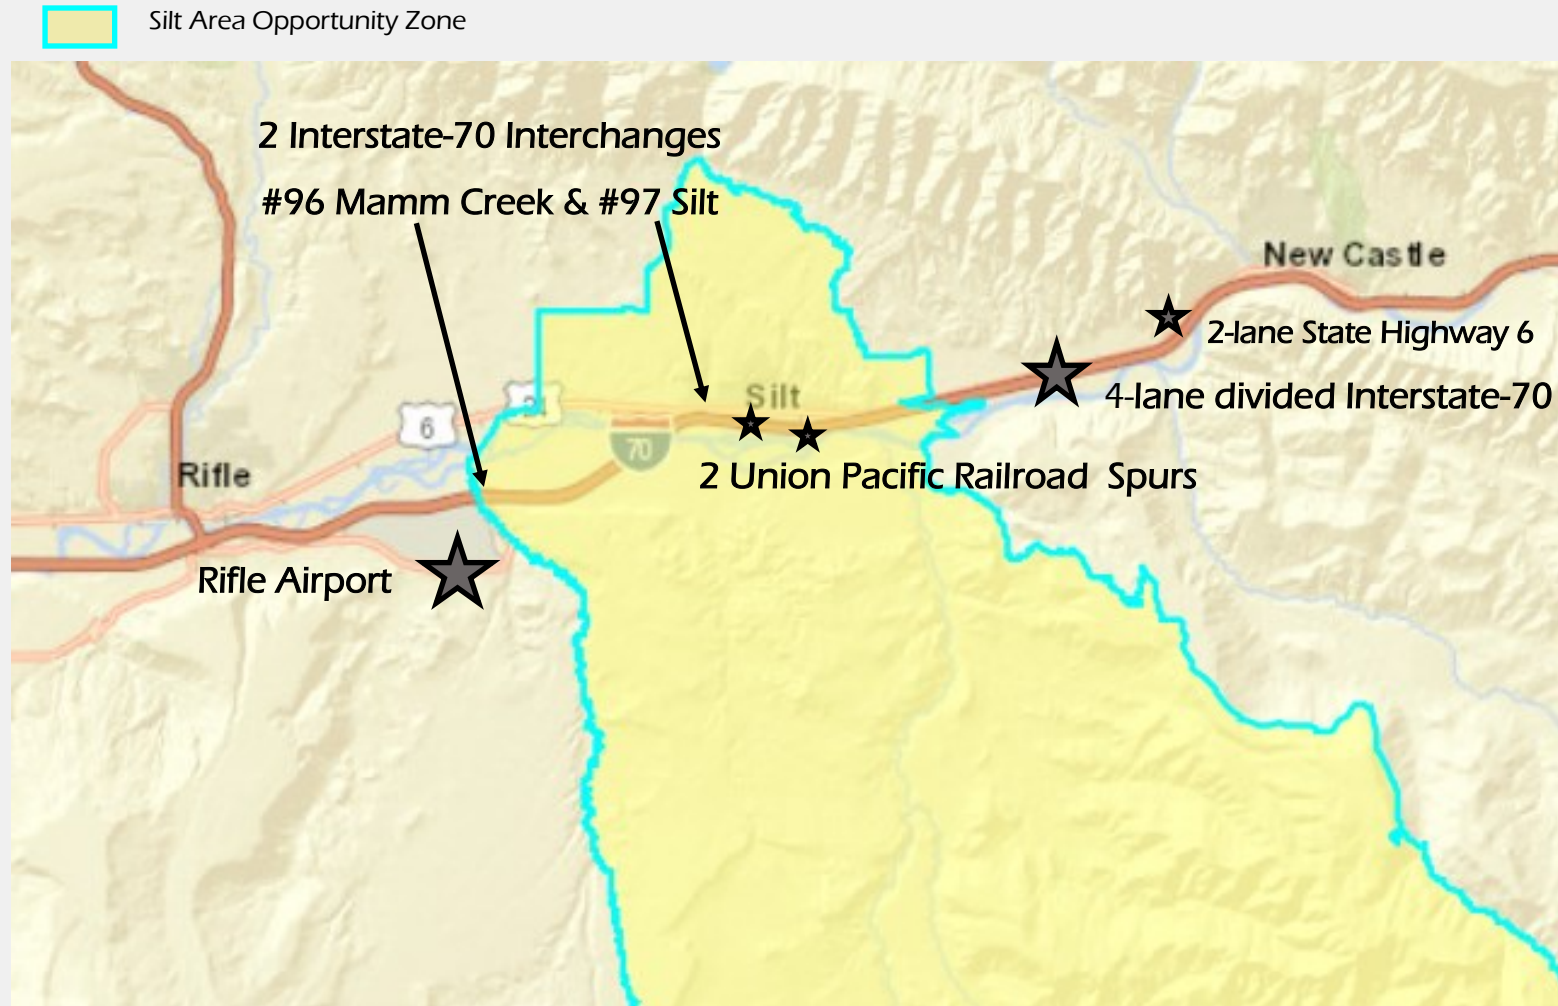 Silt Area Opportunity Zone
2 Interstate-70 Interchanges
#96 Mamm Creek & #97 Silt
New Castle
2-lane State Highway 6
Silt
4-lane divided Interstate-70
6
70
Rifle
2 Union Pacific Railroad Spurs
Rifle Airport